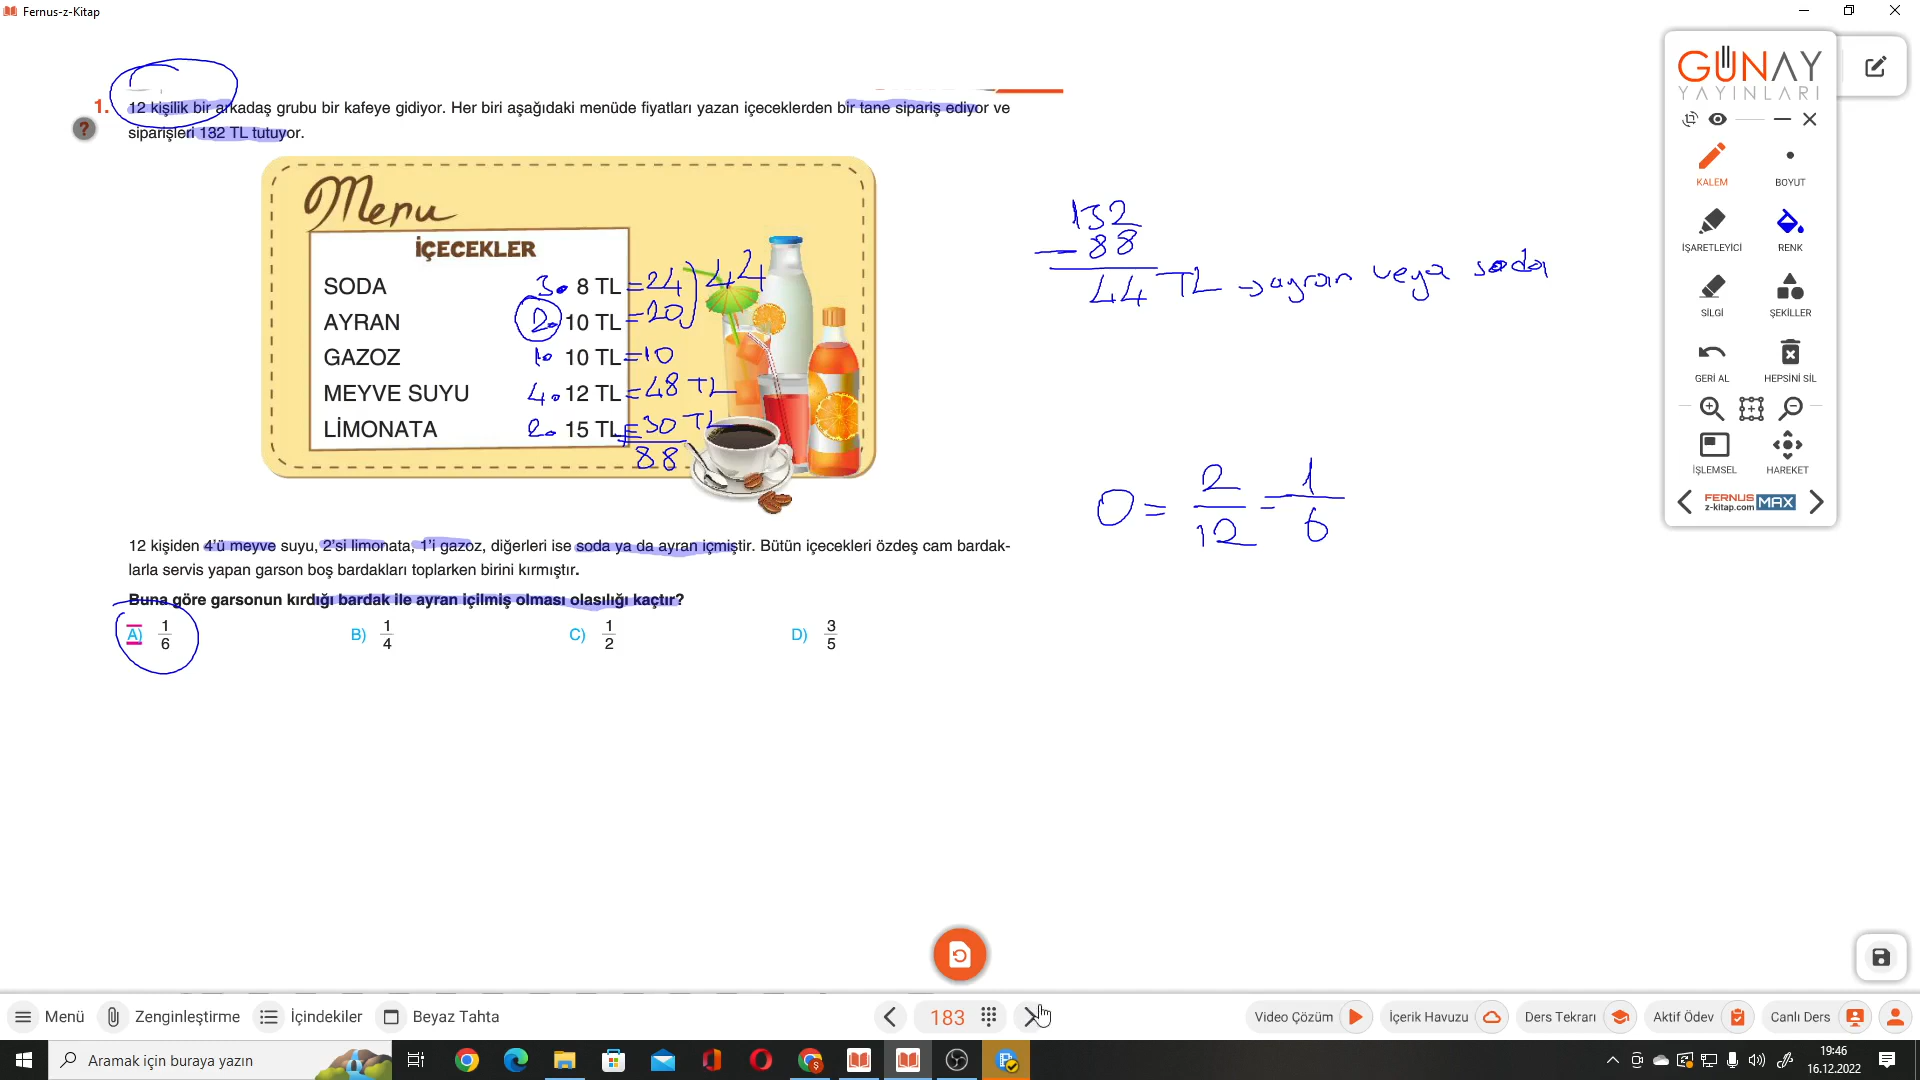 Fernus-z-Kitap
1. 12 kişilik bir arkadaş grubu bir kafeye gidiyor. Her biri aşağıdaki menüde fiyatları yazan içeceklerden bir tane sipariş ediyor ve
? siparişleri 132 TL tutuyor.
Menu
İÇECEKLER
SODA 3. 8 TL = 24
AYRAN 2. 10 TL = 20 ) 44
GAZOZ 1. 10 TL = 10
MEYVE SUYU 4. 12 TL = 48 TL
LİMONATA 2. 15 TL = 30 TL
88
132
- 88
44 TL → ayran veya soda
O = 2/12 = 1/6
12 kişiden 4'ü meyve suyu, 2'si limonata, 1'i gazoz, diğerleri ise soda ya da ayran içmiştir. Bütün içecekleri özdeş cam bardak-
larla servis yapan garson boş bardakları toplarken birini kırmıştır.
Buna göre garsonun kırdığı bardak ile ayran içilmiş olması olasılığı kaçtır?
A) 1/6 B) 1/4 C) 1/2 D) 3/5
GÜNAY
YAYINLARI
KALEM BOYUT
İŞARETLEYİCİ RENK
SİLGİ ŞEKİLLER
GERİ AL HEPSİNİ SİL
İŞLEMSEL HAREKET
FERNUS
z-kitap.com MAX
Menü Zenginleştirme İçindekiler Beyaz Tahta 183 Video Çözüm İçerik Havuzu Ders Tekrarı Aktif Ödev Canlı Ders
Aramak için buraya yazın
19:46
16.12.2022